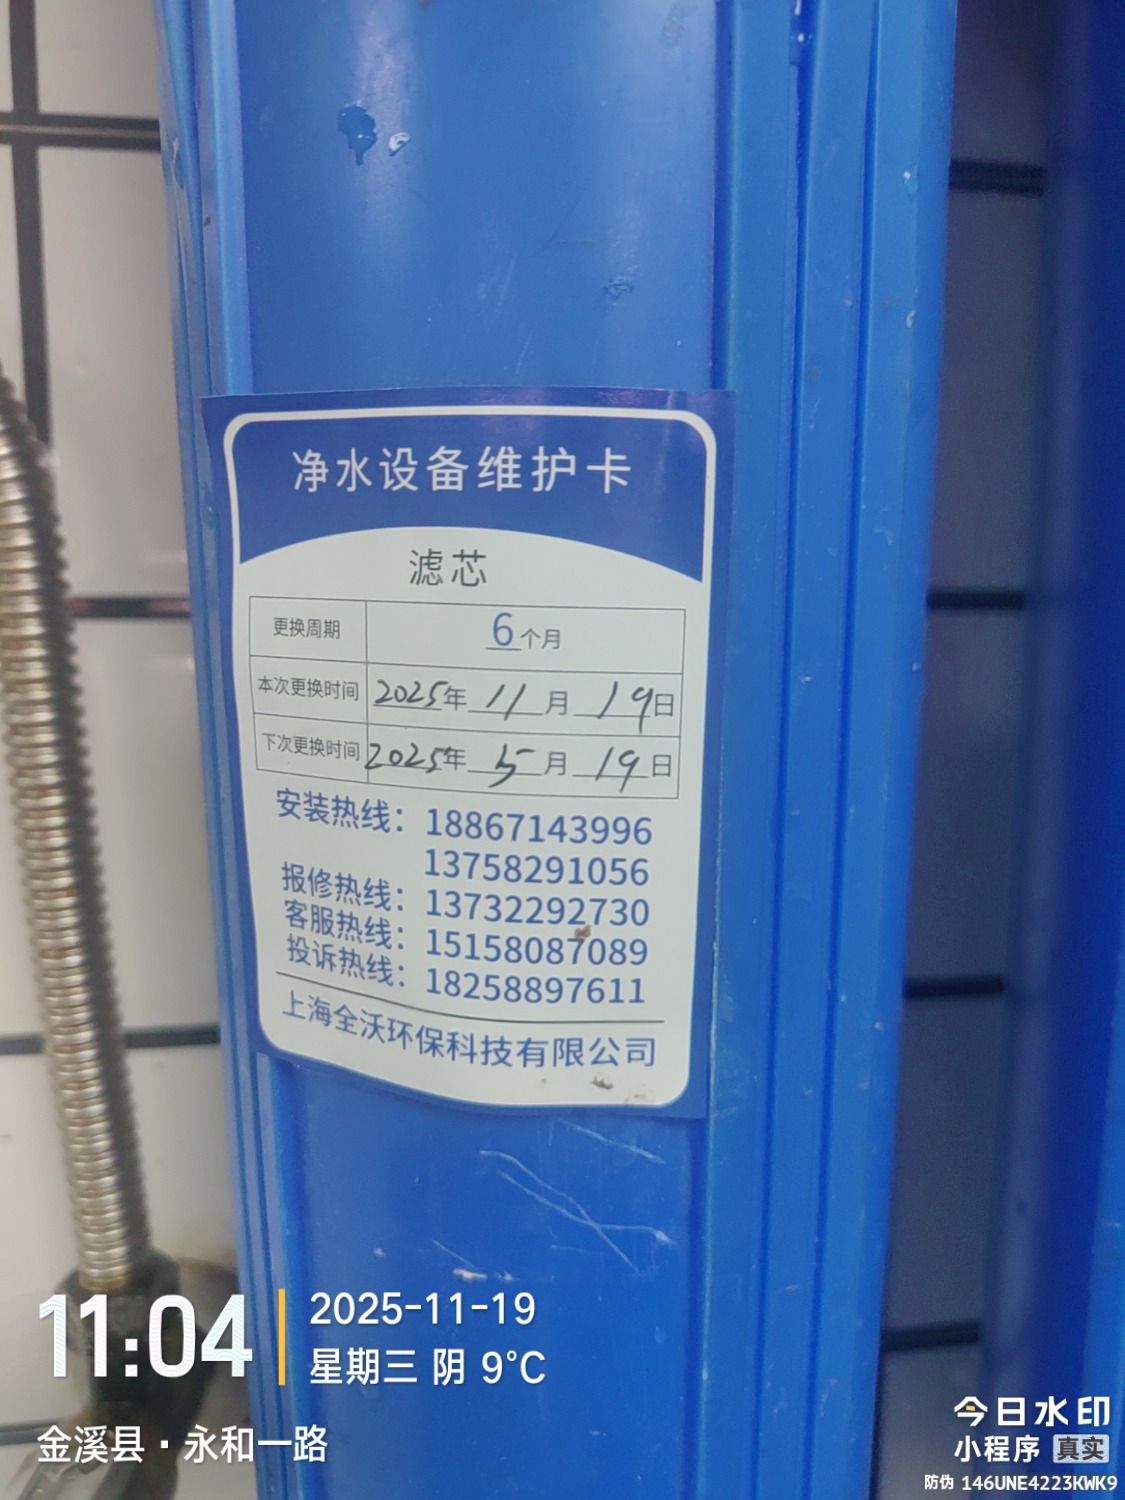 净水设备维护卡
滤芯
更换周期 6个月
本次更换时间 2025年11月19日
下次更换时间 2025年5月19日
安装热线：18867143996
13758291056
报修热线：13732292730
客服热线：15158087089
投诉热线：18258897611
上海全沃环保科技有限公司
11:04
2025-11-19
星期三 阴 9°C
金溪县·永和一路
今日水印
小程序 真实
防伪 146UNE4223KWK9